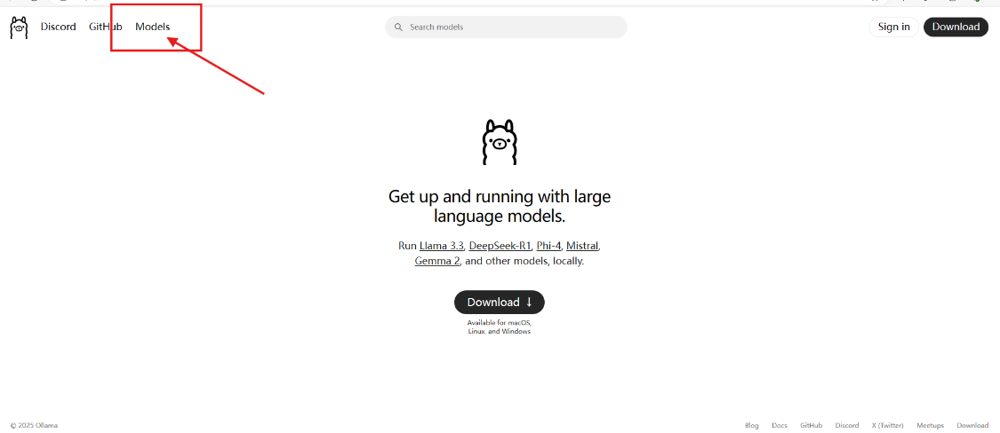 Discord GitHub Models Search models Sign in Download
Get up and running with large
language models.
Run Llama 3.3, DeepSeek-R1, Phi-4, Mistral,
Gemma 2, and other models, locally.
Download ↓
Available for macOS,
Linux, and Windows
© 2025 Ollama Blog Docs GitHub Discord X (Twitter) Meetups Download